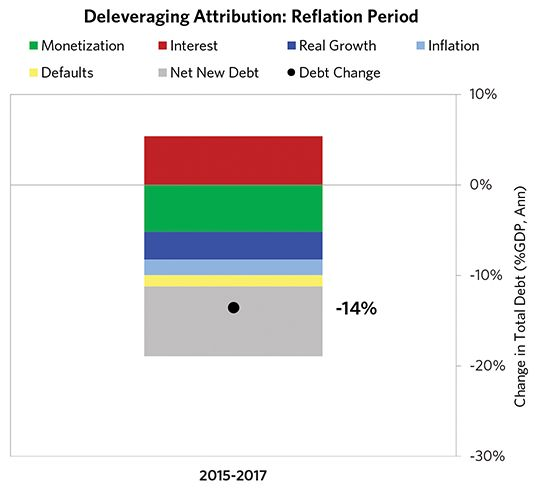 Deleveraging Attribution: Reflation Period
Monetization Interest Real Growth Inflation
Defaults Net New Debt Debt Change
10%
0%
-10%
-14%
-20%
-30%
Change in Total Debt (%GDP, Ann)
2015-2017